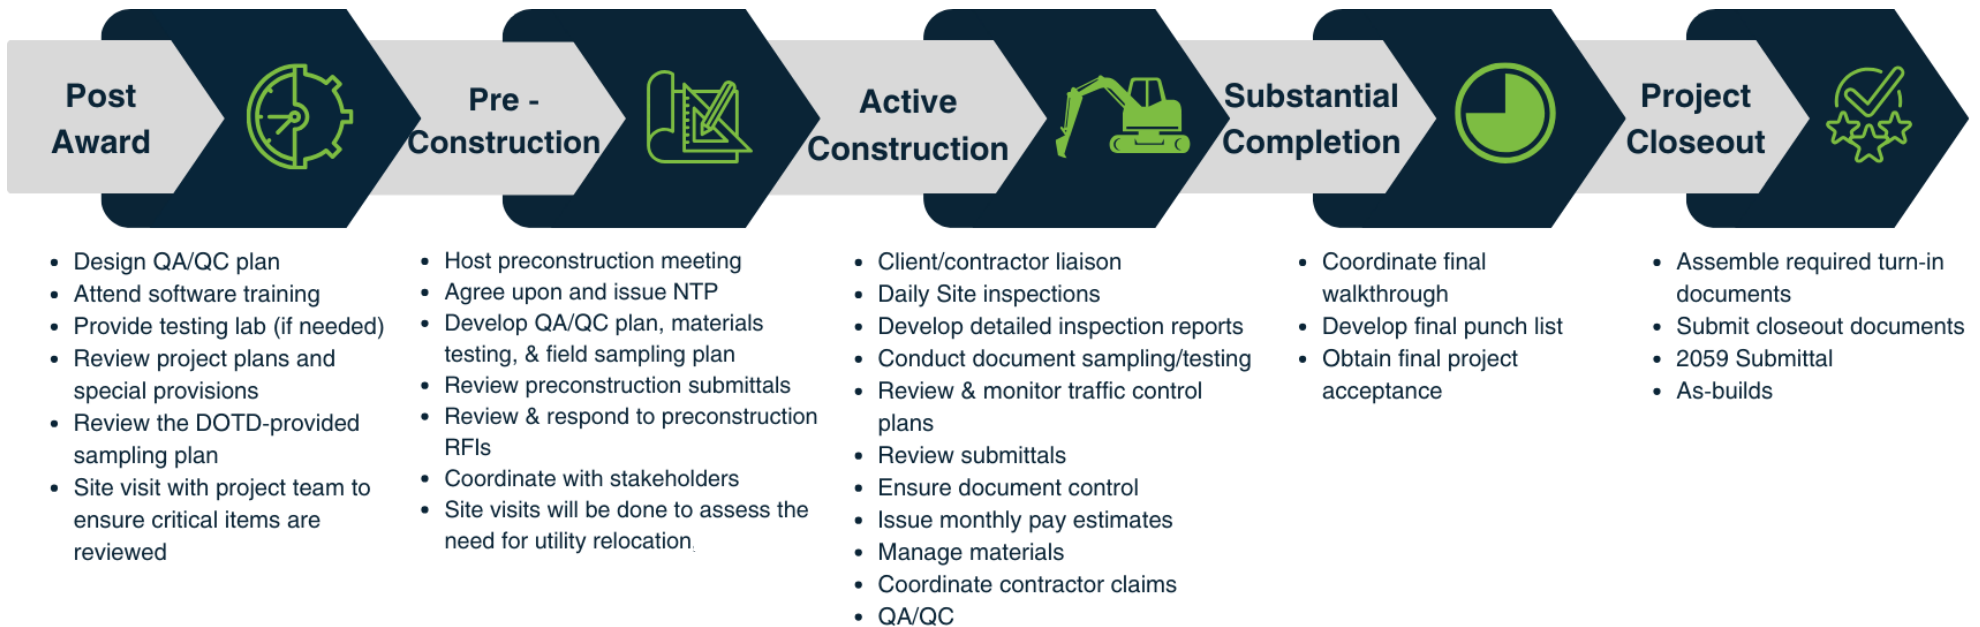 Post
Award
Pre -
Construction
Active
Construction
Substantial
Completion
Project
Closeout
• Design QA/QC plan
• Attend software training
• Provide testing lab (if needed)
• Review project plans and
special provisions
• Review the DOTD-provided
sampling plan
• Site visit with project team to
ensure critical items are
reviewed
• Host preconstruction meeting
• Agree upon and issue NTP
• Develop QA/QC plan, materials
testing, & field sampling plan
• Review preconstruction submittals
• Review & respond to preconstruction
RFIs
• Coordinate with stakeholders
• Site visits will be done to assess the
need for utility relocation.
• Client/contractor liaison
• Daily Site inspections
• Develop detailed inspection reports
• Conduct document sampling/testing
• Review & monitor traffic control
plans
• Review submittals
• Ensure document control
• Issue monthly pay estimates
• Manage materials
• Coordinate contractor claims
• QA/QC
• Coordinate final
walkthrough
• Develop final punch list
• Obtain final project
acceptance
• Assemble required turn-in
documents
• Submit closeout documents
• 2059 Submittal
• As-builds